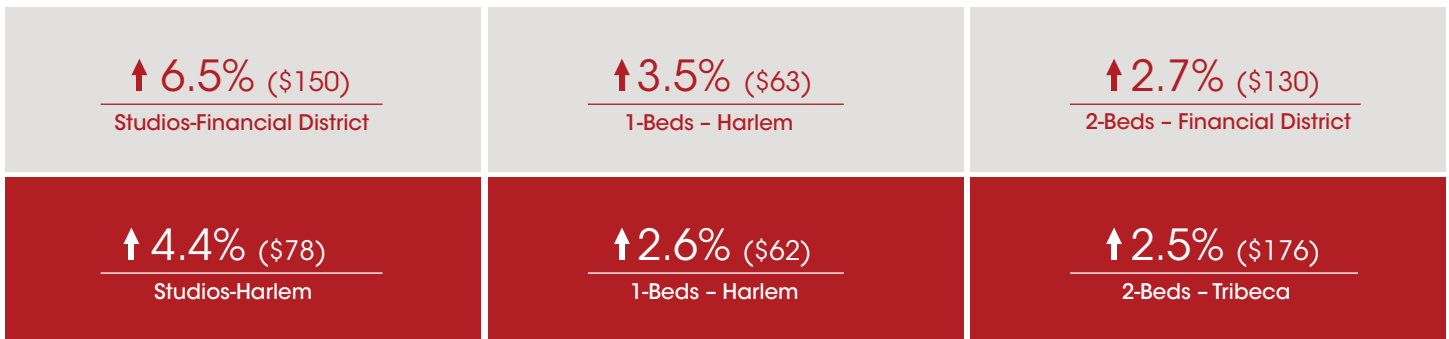 ⬆ 6.5% ($150)
Studios-Financial District
⬆ 3.5% ($63)
1-Beds – Harlem
⬆ 2.7% ($130)
2-Beds – Financial District
⬆ 4.4% ($78)
Studios-Harlem
⬆ 2.6% ($62)
1-Beds – Harlem
⬆ 2.5% ($176)
2-Beds – Tribeca